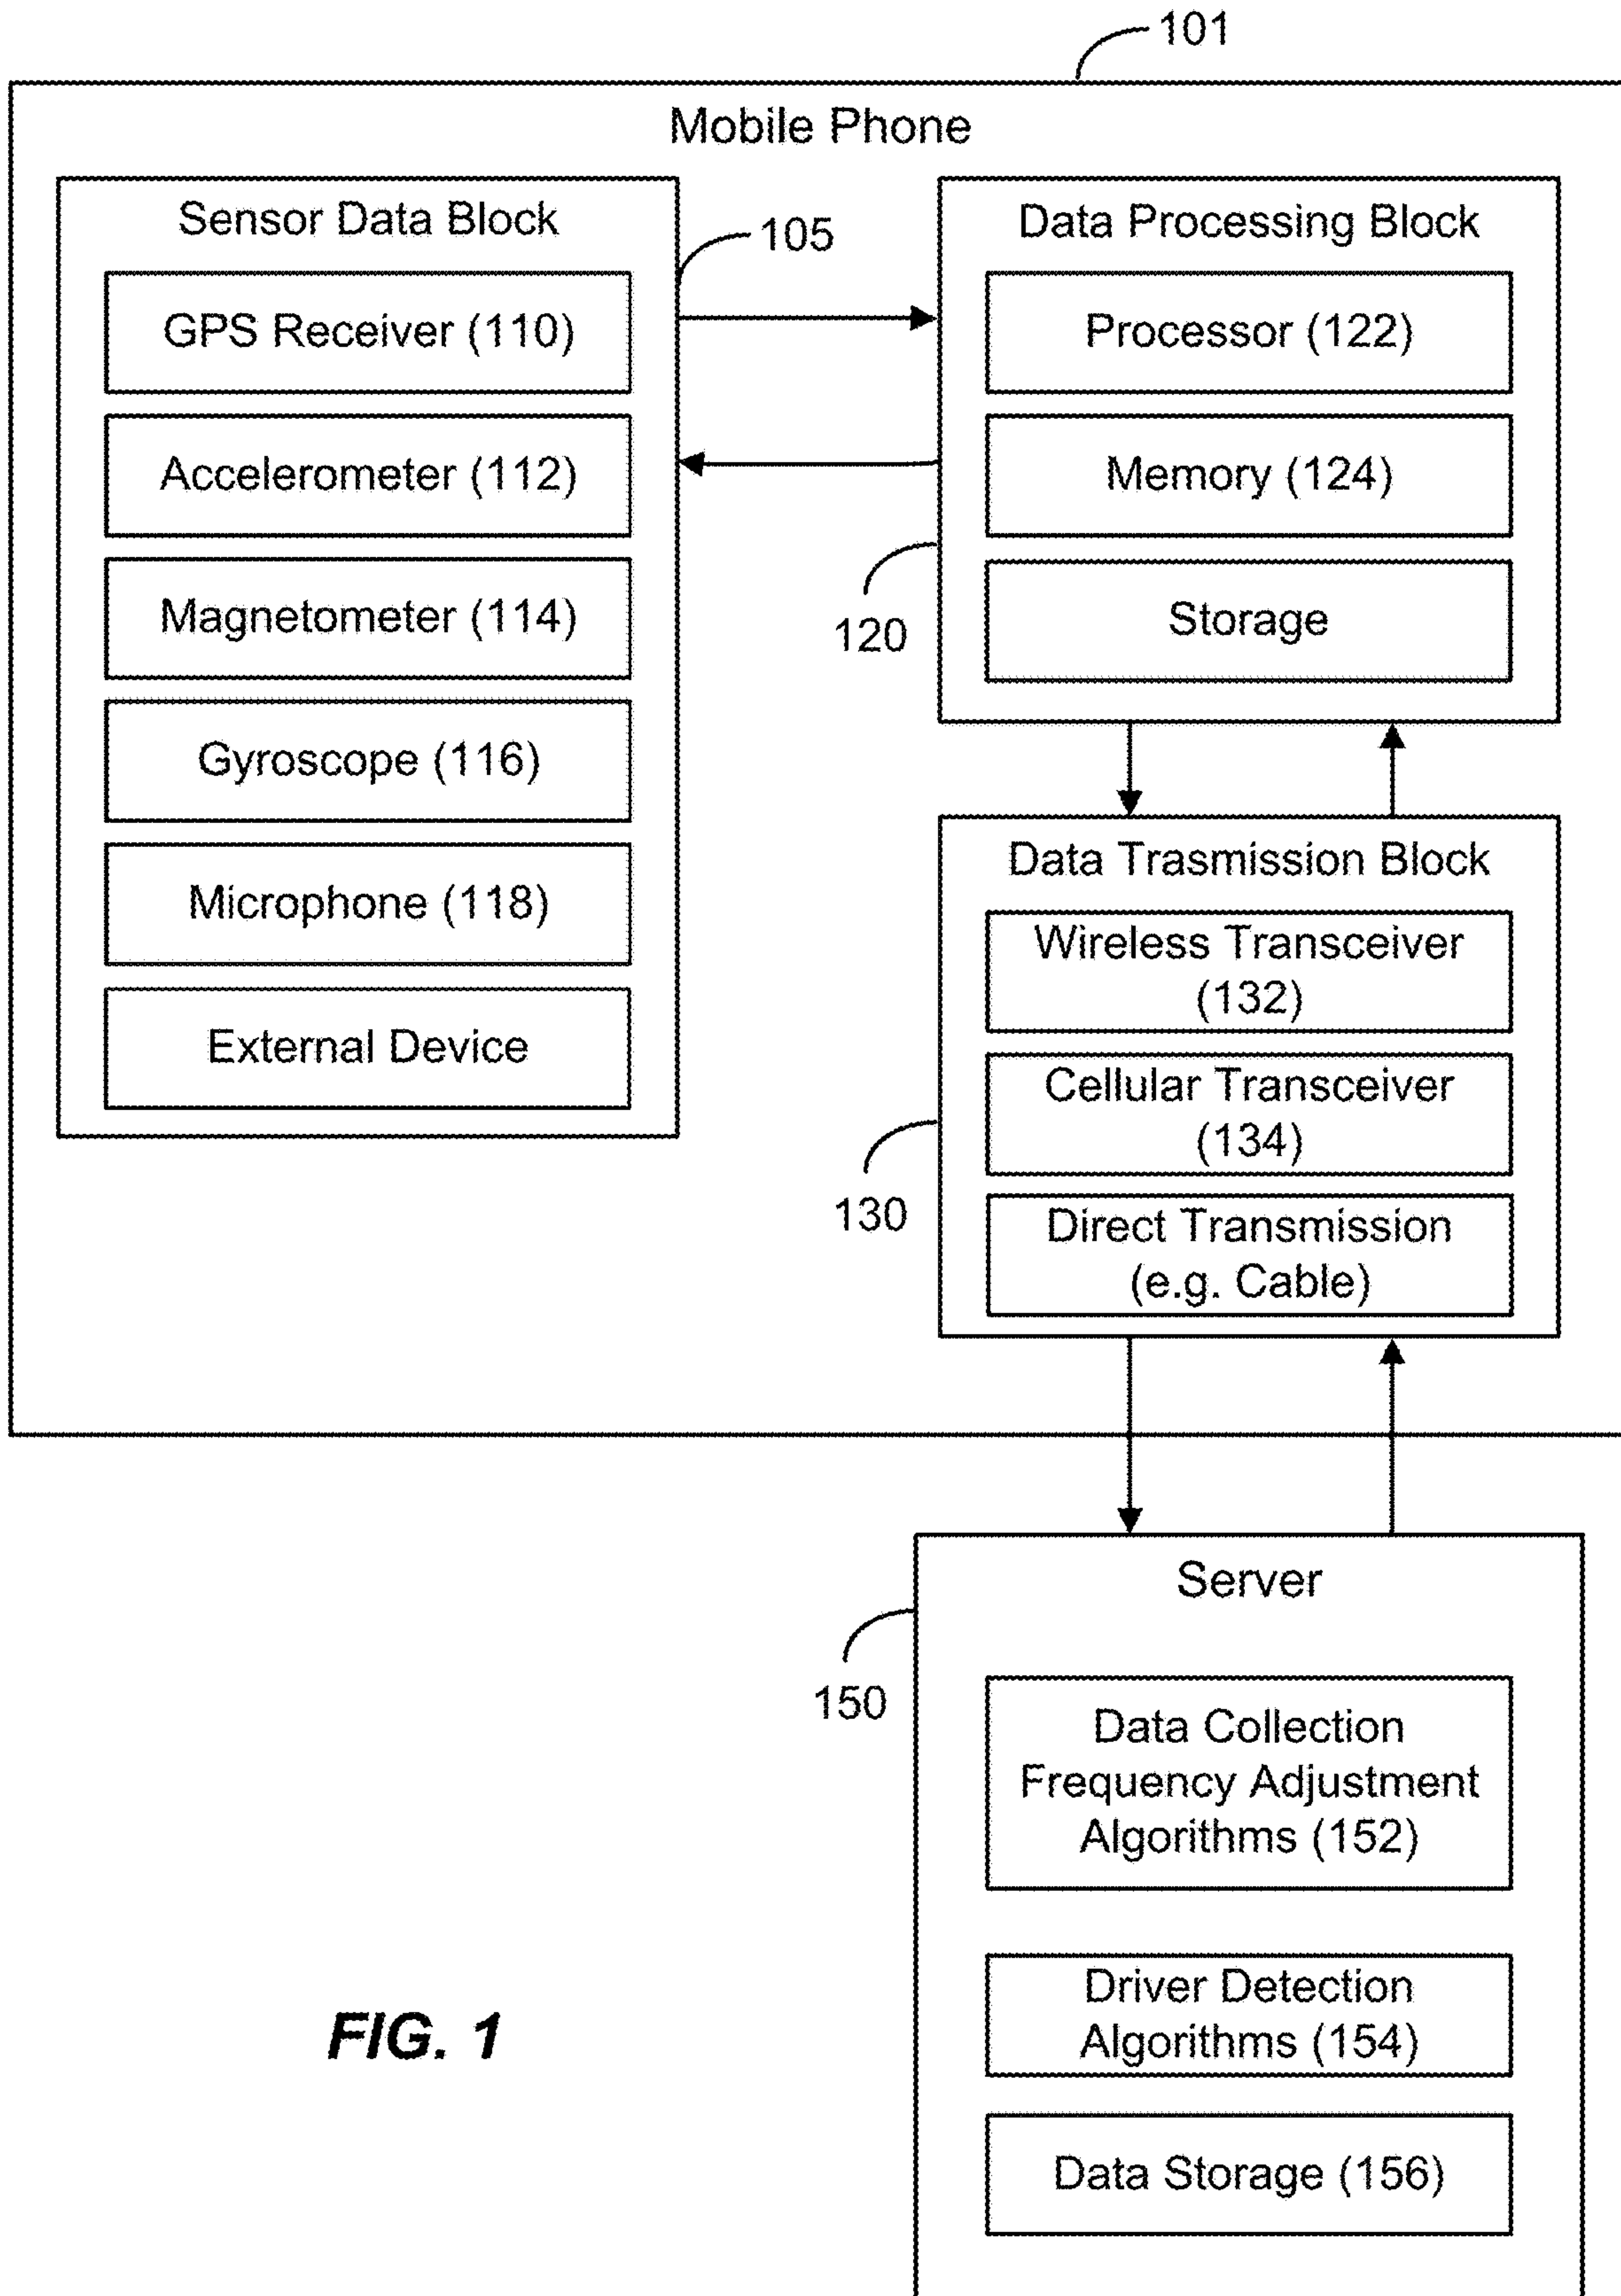 101
Mobile Phone
Sensor Data Block
105
GPS Receiver (110)
Accelerometer (112)
Magnetometer (114)
Gyroscope (116)
Microphone (118)
External Device
Data Processing Block
Processor (122)
Memory (124)
Storage
120
Data Trasmission Block
Wireless Transceiver
(132)
Cellular Transceiver
(134)
Direct Transmission
(e.g. Cable)
130
Server
150
Data Collection
Frequency Adjustment
Algorithms (152)
Driver Detection
Algorithms (154)
Data Storage (156)
FIG. 1